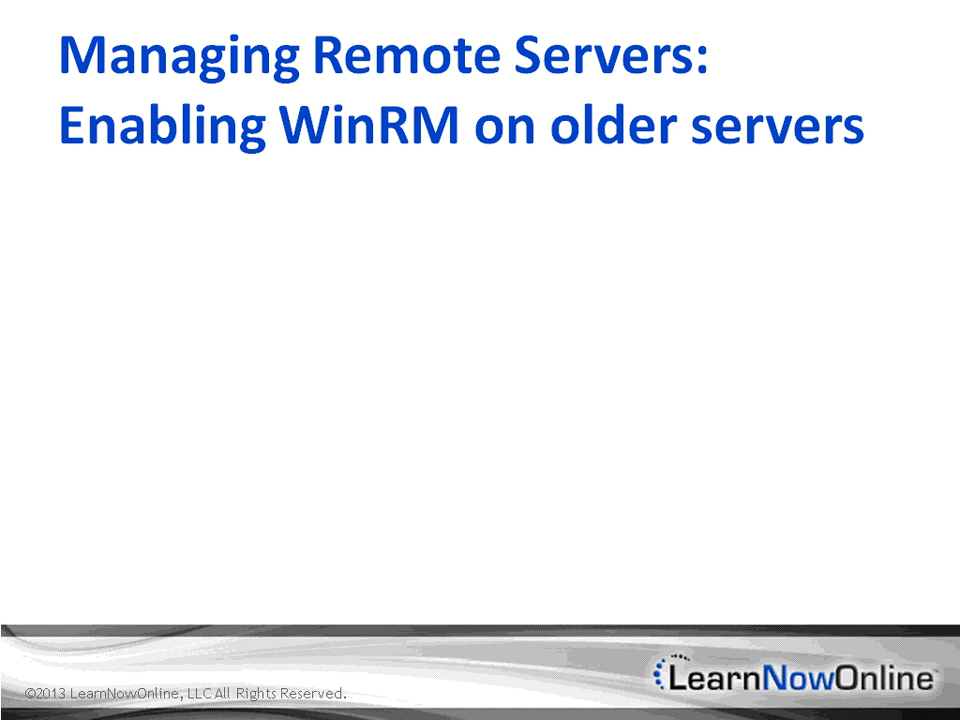 Managing Remote Servers:
Enabling WinRM on older servers
©2013 LearnNowOnline, LLC All Rights Reserved.
LearnNowOnline